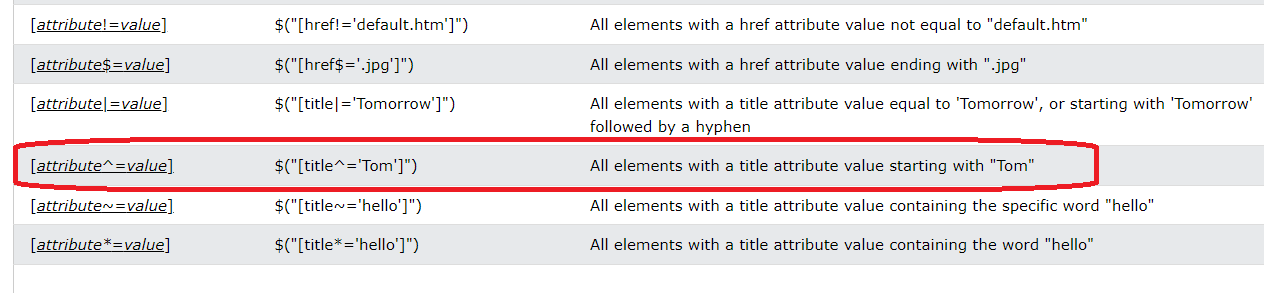 [attribute!=value] $("[href!='default.htm']") All elements with a href attribute value not equal to "default.htm"
[attribute$=value] $("[href$='.jpg']") All elements with a href attribute value ending with ".jpg"
[attribute|=value] $("[title|='Tomorrow']") All elements with a title attribute value equal to 'Tomorrow', or starting with 'Tomorrow'
followed by a hyphen
[attribute^=value] $("[title^='Tom']") All elements with a title attribute value starting with "Tom"
[attribute~=value] $("[title~='hello']") All elements with a title attribute value containing the specific word "hello"
[attribute*=value] $("[title*='hello']") All elements with a title attribute value containing the word "hello"